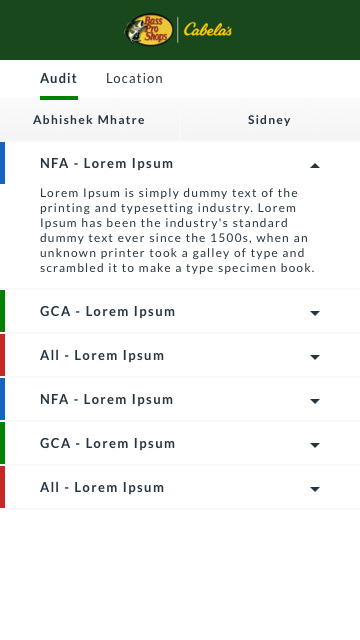 Bass
Pro
Shops
Cabela's
Audit
Location
Abhishek Mhatre
Sidney
NFA - Lorem Ipsum
Lorem Ipsum is simply dummy text of the
printing and typesetting industry. Lorem
Ipsum has been the industry's standard
dummy text ever since the 1500s, when an
unknown printer took a galley of type and
scrambled it to make a type specimen book.
GCA - Lorem Ipsum
All - Lorem Ipsum
NFA - Lorem Ipsum
GCA - Lorem Ipsum
All - Lorem Ipsum